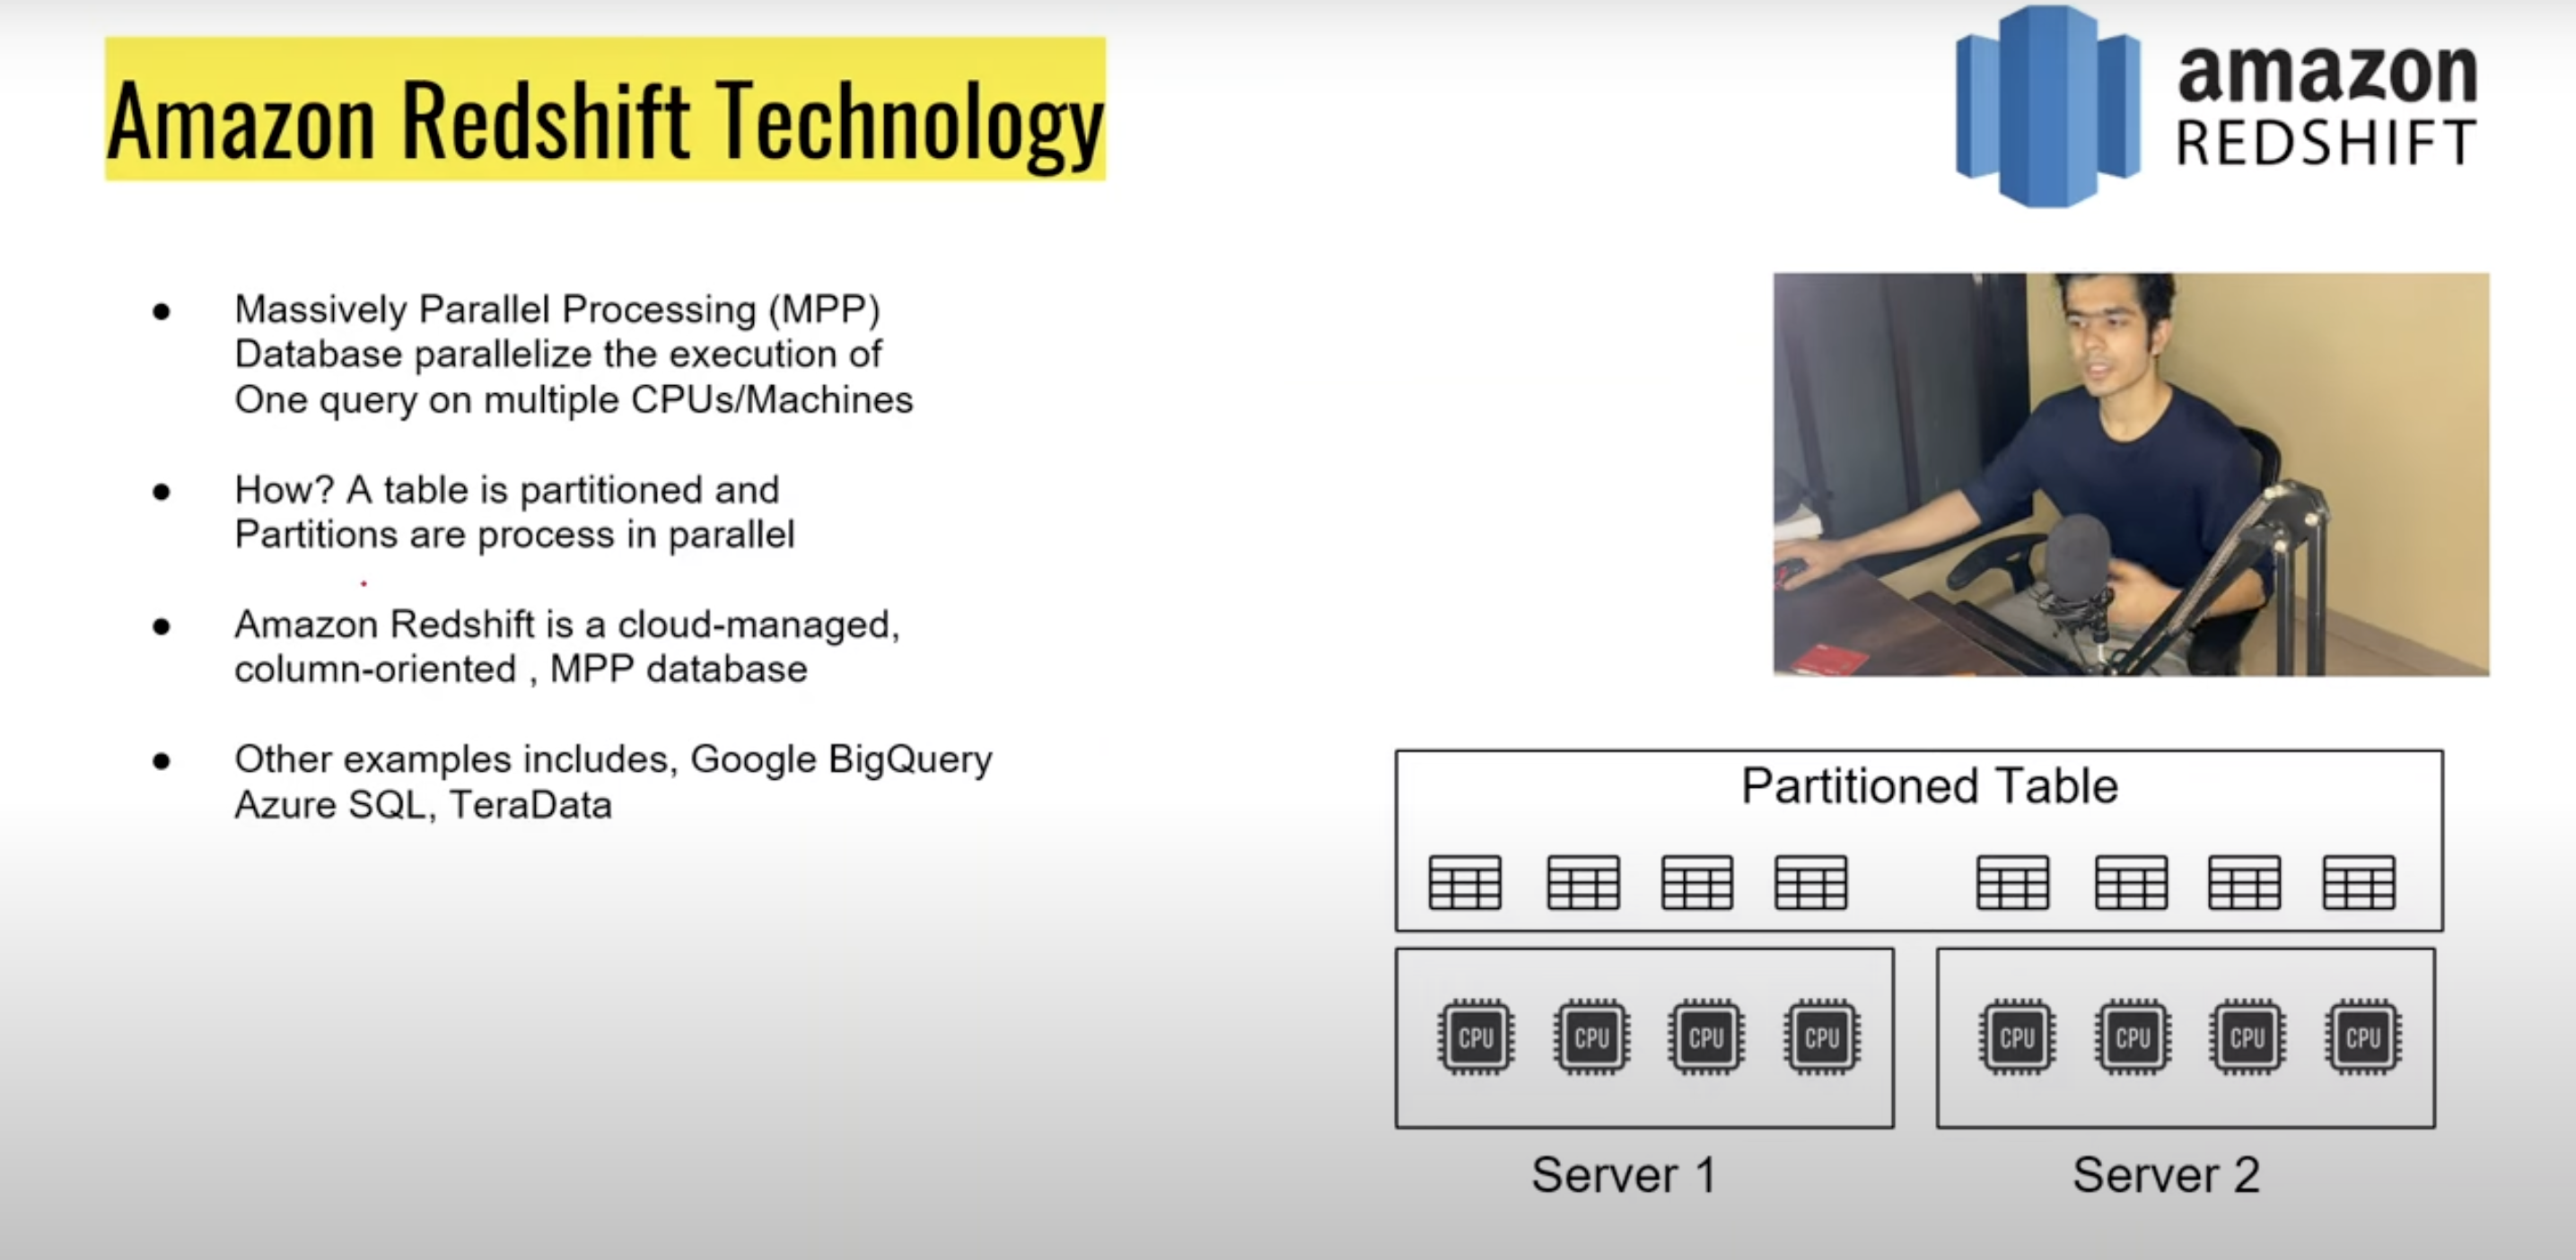 Amazon Redshift Technology
amazon
REDSHIFT
● Massively Parallel Processing (MPP)
Database parallelize the execution of
One query on multiple CPUs/Machines
● How? A table is partitioned and
Partitions are process in parallel
● Amazon Redshift is a cloud-managed,
column-oriented , MPP database
● Other examples includes, Google BigQuery
Azure SQL, TeraData
Partitioned Table
CPU CPU CPU CPU CPU CPU CPU CPU
Server 1 Server 2